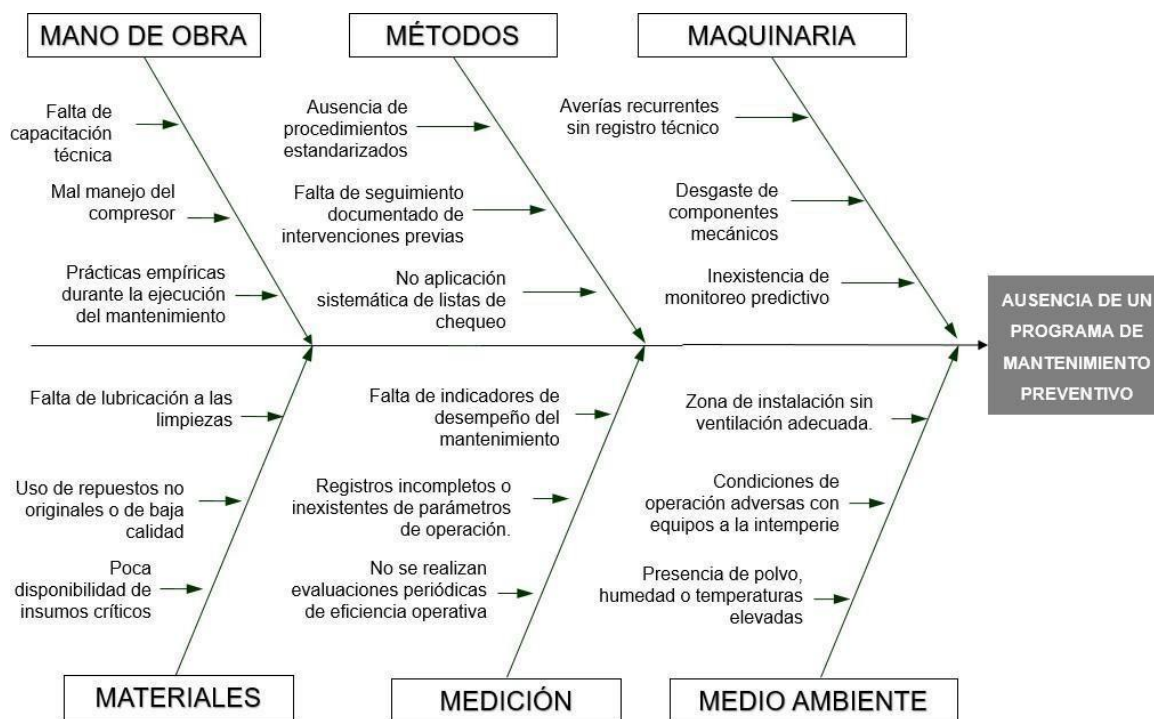 MANO DE OBRA
Falta de
capacitación
técnica
Mal manejo del
compresor
Prácticas empíricas
durante la ejecución
del mantenimiento
MÉTODOS
Ausencia de
procedimientos
estandarizados
Falta de seguimiento
documentado de
intervenciones previas
No aplicación
sistemática de listas de
chequeo
MAQUINARIA
Averías recurrentes
sin registro técnico
Desgaste de
componentes
mecánicos
Inexistencia de
monitoreo predictivo
AUSENCIA DE UN
PROGRAMA DE
MANTENIMIENTO
PREVENTIVO
Falta de lubricación a las
limpiezas
Uso de repuestos no
originales o de baja
calidad
Poca
disponibilidad de
insumos críticos
MATERIALES
Falta de indicadores de
desempeño del
mantenimiento
Registros incompletos o
inexistentes de parámetros
de operación.
No se realizan
evaluaciones periódicas
de eficiencia operativa
MEDICIÓN
Zona de instalación sin
ventilación adecuada.
Condiciones de
operación adversas con
equipos a la intemperie
Presencia de polvo,
humedad o temperaturas
elevadas
MEDIO AMBIENTE